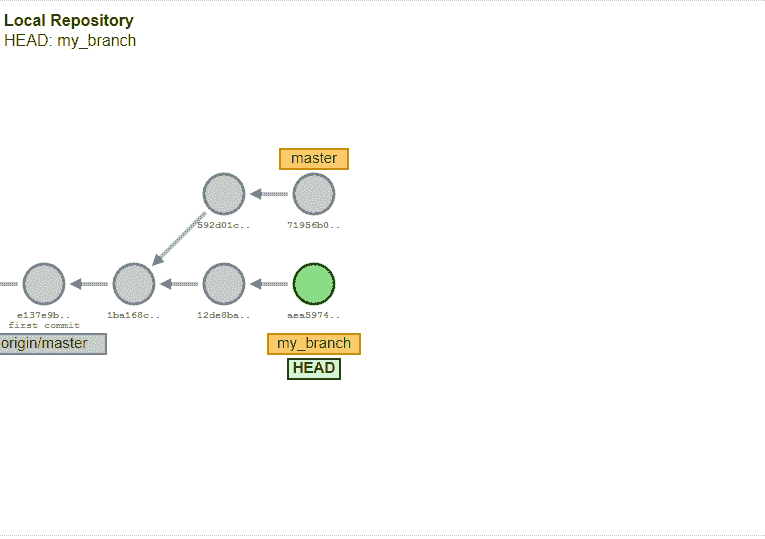 Local Repository
HEAD: my_branch
master
592d01c..
71956b0..
e137e9b..
first commit
1ba168c..
12de8ba..
aea5974..
origin/master
my_branch
HEAD